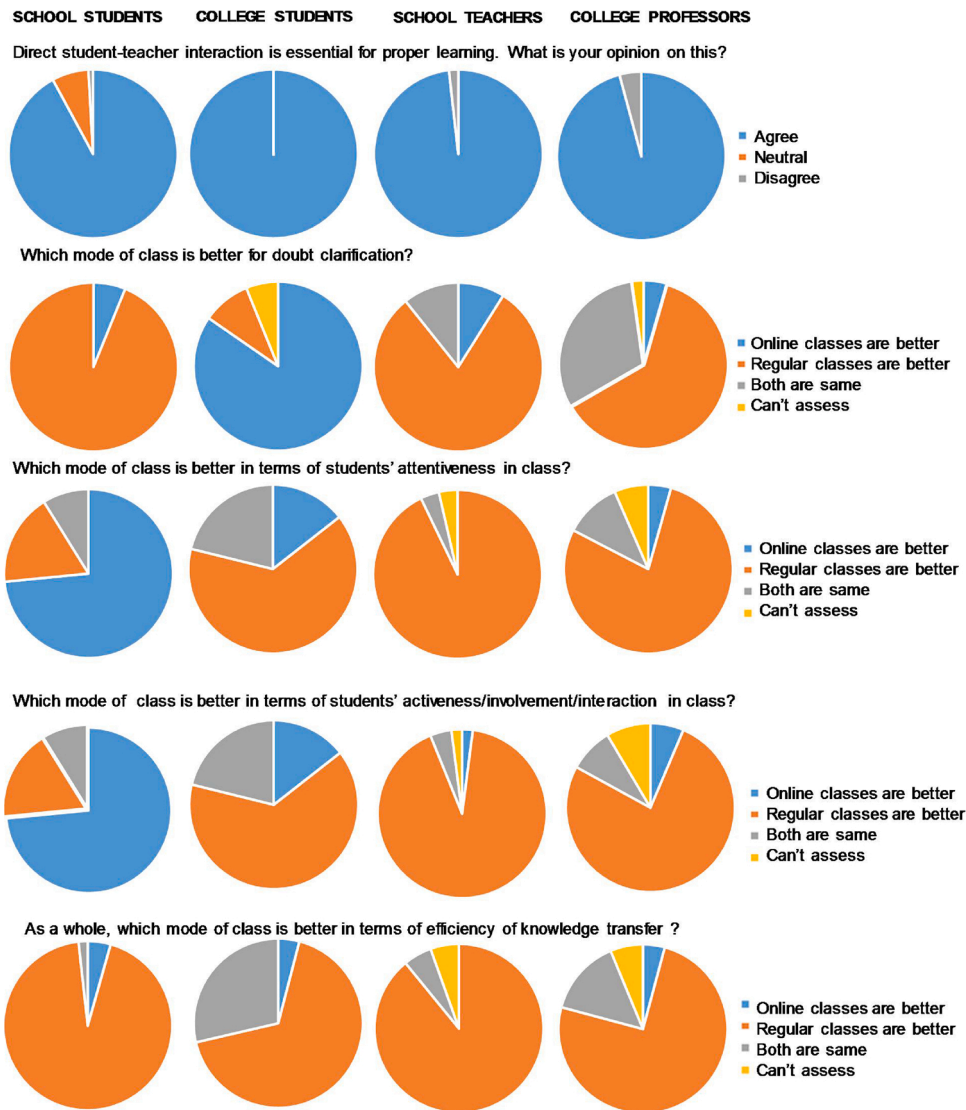 SCHOOL STUDENTS COLLEGE STUDENTS SCHOOL TEACHERS COLLEGE PROFESSORS
Direct student-teacher interaction is essential for proper learning. What is your opinion on this?
Agree
Neutral
Disagree
Which mode of class is better for doubt clarification?
Online classes are better
Regular classes are better
Both are same
Can't assess
Which mode of class is better in terms of students' attentiveness in class?
Online classes are better
Regular classes are better
Both are same
Can't assess
Which mode of class is better in terms of students' activeness/involvement/interaction in class?
Online classes are better
Regular classes are better
Both are same
Can't assess
As a whole, which mode of class is better in terms of efficiency of knowledge transfer ?
Online classes are better
Regular classes are better
Both are same
Can't assess